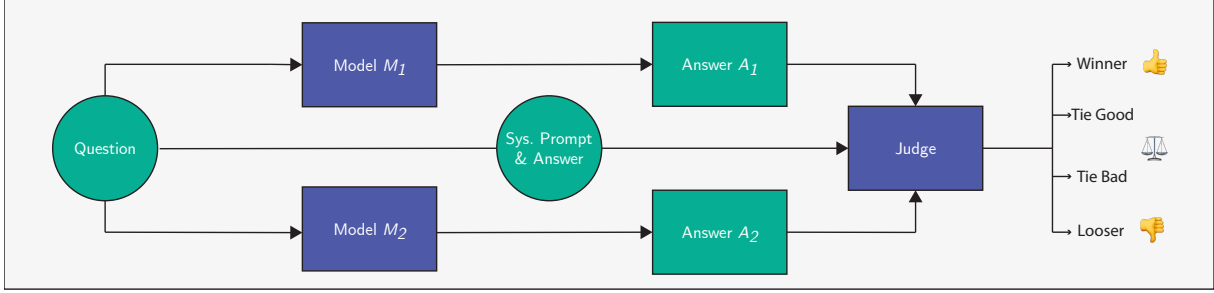 Model M1
Answer A1
Winner
Tie Good
Question
Sys. Prompt
& Answer
Judge
Tie Bad
Model M2
Answer A2
Looser